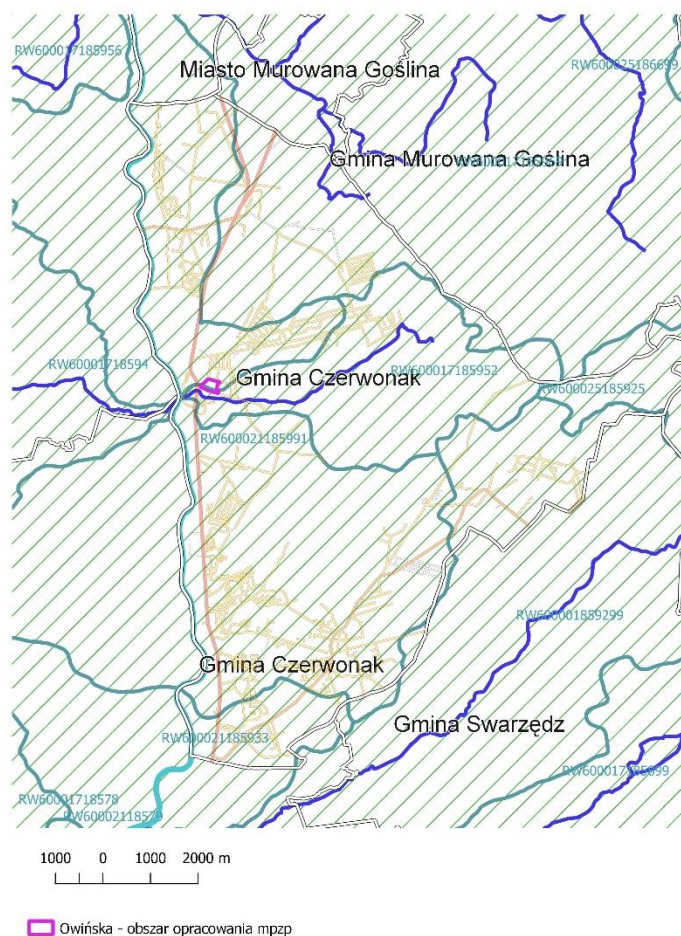 RW600017185956
Miasto Murowana Goślina
RW600025186699
Gmina Murowana Goślina
RW60001718594
Gmina Czerwonak
RW600017185952
RW600025185925
RW600021185991
RW600001859299
Gmina Czerwonak
Gmina Swarzędz
RW600021185933
RW60001718578
RW60002118579
1000 0 1000 2000 m
Owińska - obszar opracowania mpzp